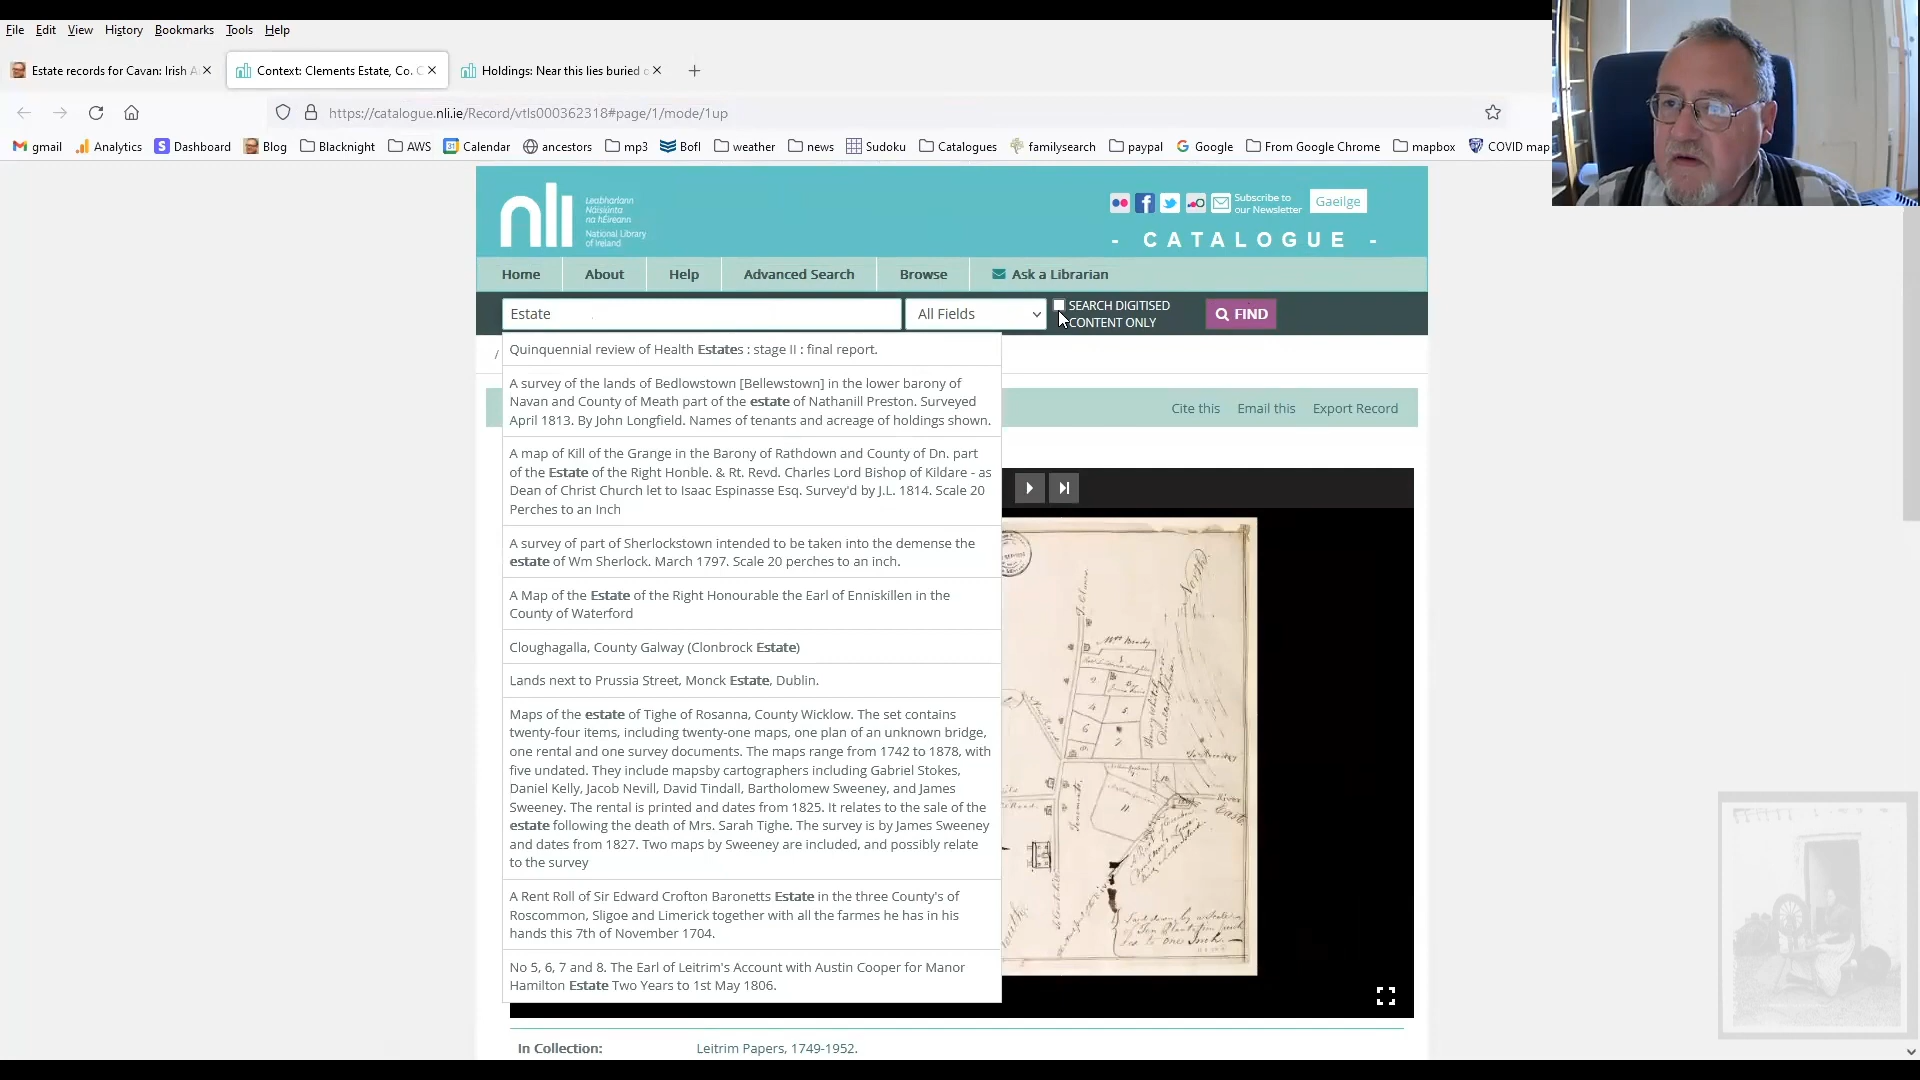 File Edit View History Bookmarks Tools Help
Estate records for Cavan: Irish A
Context: Clements Estate, Co. C
Holdings: Near this lies buried o
https://catalogue.nli.ie/Record/vtls000362318#page/1/mode/1up
gmail Analytics Dashboard Blog Blacknight AWS Calendar ancestors mp3 BofI weather news Sudoku Catalogues familysearch paypal Google From Google Chrome mapbox COVID map
nli
Leabharlann
Náisiúnta
na hÉireann
National Library
of Ireland
Subscribe to
our Newsletter
Gaeilge
- CATALOGUE -
Home About Help Advanced Search Browse Ask a Librarian
Estate
All Fields
SEARCH DIGITISED
CONTENT ONLY
FIND
/
Cite this Email this Export Record
Quinquennial review of Health Estates : stage II : final report.
A survey of the lands of Bedlowstown [Bellewstown] in the lower barony of
Navan and County of Meath part of the estate of Nathanill Preston. Surveyed
April 1813. By John Longfield. Names of tenants and acreage of holdings shown.
A map of Kill of the Grange in the Barony of Rathdown and County of Dn. part
of the Estate of the Right Honble. & Rt. Revd. Charles Lord Bishop of Kildare - as
Dean of Christ Church let to Isaac Espinasse Esq. Survey'd by J.L. 1814. Scale 20
Perches to an Inch
A survey of part of Sherlockstown intended to be taken into the demense the
estate of Wm Sherlock. March 1797. Scale 20 perches to an inch.
A Map of the Estate of the Right Honourable the Earl of Enniskillen in the
County of Waterford
Cloughagalla, County Galway (Clonbrock Estate)
Lands next to Prussia Street, Monck Estate, Dublin.
Maps of the estate of Tighe of Rosanna, County Wicklow. The set contains
twenty-four items, including twenty-one maps, one plan of an unknown bridge,
one rental and one survey documents. The maps range from 1742 to 1878, with
five undated. They include mapsby cartographers including Gabriel Stokes,
Daniel Kelly, Jacob Nevill, David Tindall, Bartholomew Sweeney, and James
Sweeney. The rental is printed and dates from 1825. It relates to the sale of the
estate following the death of Mrs. Sarah Tighe. The survey is by James Sweeney
and dates from 1827. Two maps by Sweeney are included, and possibly relate
to the survey
A Rent Roll of Sir Edward Crofton Baronetts Estate in the three County's of
Roscommon, Sligoe and Limerick together with all the farmes he has in his
hands this 7th of November 1704.
No 5, 6, 7 and 8. The Earl of Leitrim's Account with Austin Cooper for Manor
Hamilton Estate Two Years to 1st May 1806.
North
In Collection: Leitrim Papers, 1749-1952.